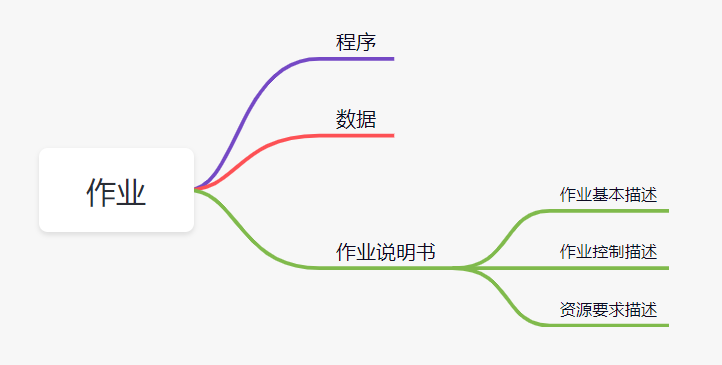 作业
程序
数据
作业说明书
作业基本描述
作业控制描述
资源要求描述